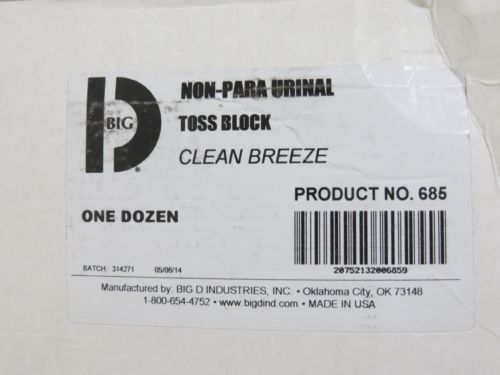 NON-PARA URINAL
BIG D®
TOSS BLOCK
CLEAN BREEZE
PRODUCT NO. 685
ONE DOZEN
BATCH: 314271 05/06/14
20752132006859
Manufactured by: BIG D INDUSTRIES, INC. • Oklahoma City, OK 73148
1-800-654-4752 • www.bigdind.com • MADE IN USA